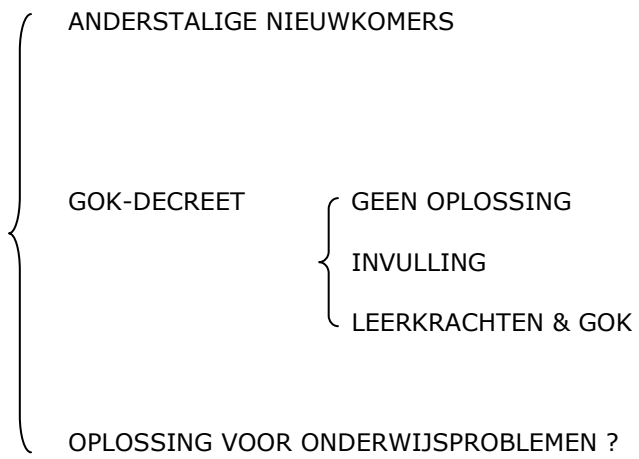 ANDERSTALIGE NIEUWKOMERS
GOK-DECREET
GEEN OPLOSSING
INVULLING
LEERKRACHTEN & GOK
OPLOSSING VOOR ONDERWIJSPROBLEMEN ?